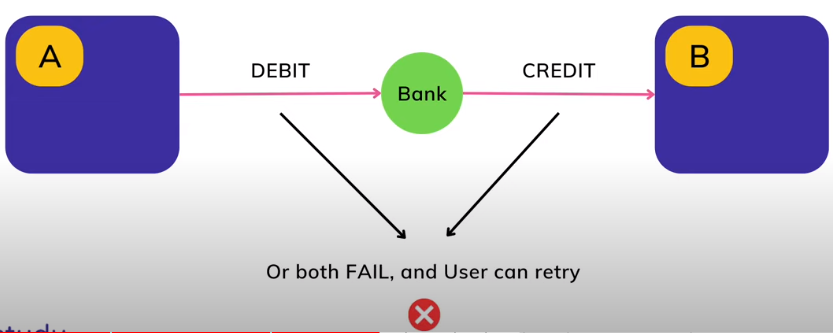 A
DEBIT
Bank
CREDIT
B
Or both FAIL, and User can retry